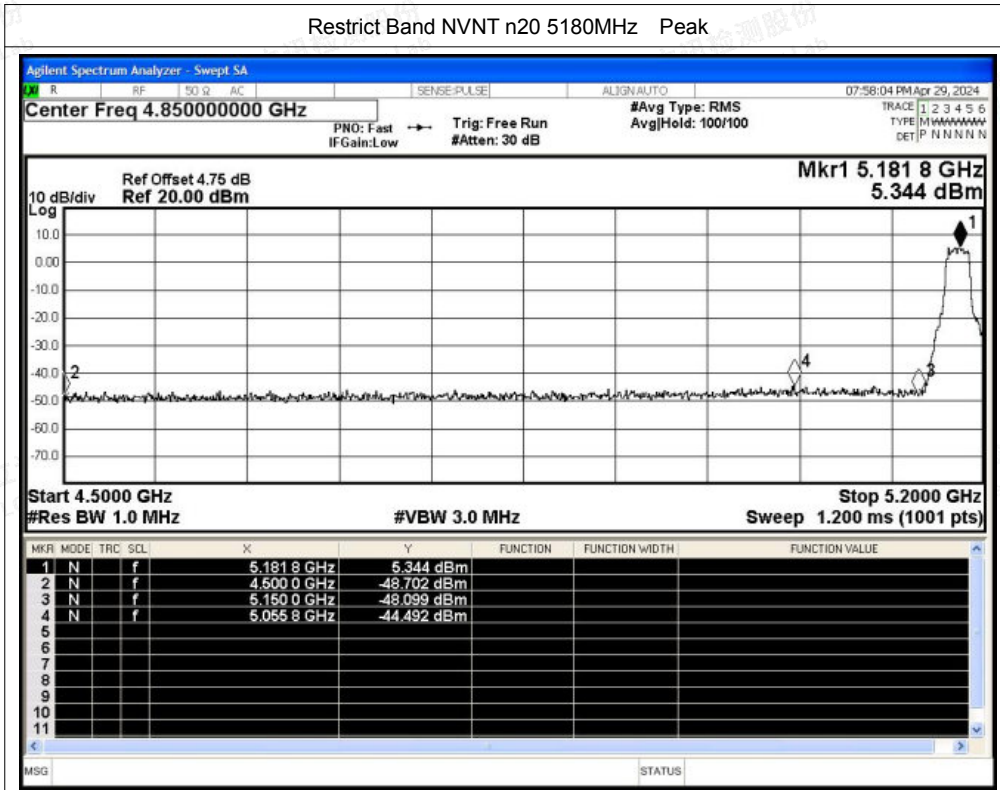 Restrict Band NVNT n20 5180MHz Peak
Agilent Spectrum Analyzer - Swept SA
LXI R RF 50 Ω AC SENSE:PULSE ALIGNAUTO 07:58:04 PM Apr 29, 2024
Center Freq 4.850000000 GHz
PNO: Fast
IFGain:Low
Trig: Free Run
#Atten: 30 dB
#Avg Type: RMS
Avg|Hold: 100/100
TRACE 1 2 3 4 5 6
TYPE M WWWWW
DET P N N N N N
Mkr1 5.181 8 GHz
5.344 dBm
Ref Offset 4.75 dB
10 dB/div Ref 20.00 dBm
Log
10.0
0.00
-10.0
-20.0
-30.0
-40.0
-50.0
-60.0
-70.0
1
2
4
3
Start 4.5000 GHz Stop 5.2000 GHz
#Res BW 1.0 MHz #VBW 3.0 MHz Sweep 1.200 ms (1001 pts)
MKR MODE TRC SCL X Y FUNCTION FUNCTION WIDTH FUNCTION VALUE
1 N f 5.181 8 GHz 5.344 dBm
2 N f 4.500 0 GHz -48.702 dBm
3 N f 5.150 0 GHz -48.099 dBm
4 N f 5.055 8 GHz -44.492 dBm
5
6
7
8
9
10
11
MSG STATUS